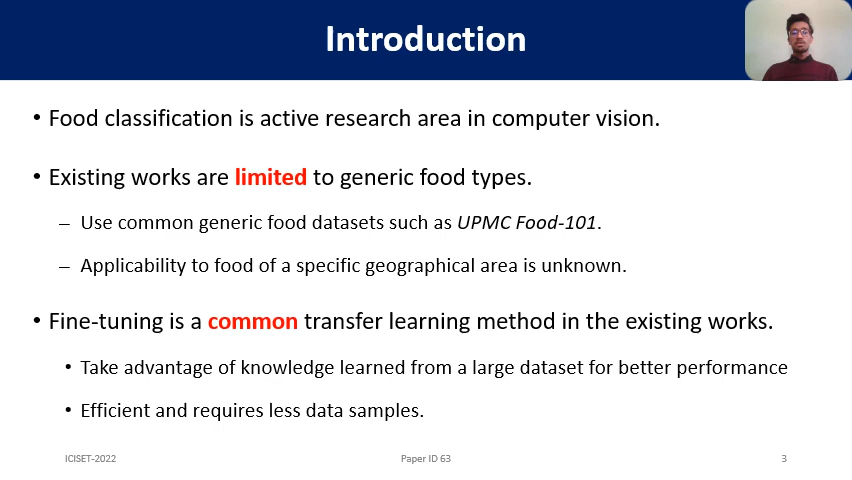 Introduction
• Food classification is active research area in computer vision.
• Existing works are limited to generic food types.
– Use common generic food datasets such as UPMC Food-101.
– Applicability to food of a specific geographical area is unknown.
• Fine-tuning is a common transfer learning method in the existing works.
• Take advantage of knowledge learned from a large dataset for better performance
• Efficient and requires less data samples.
ICISET-2022
Paper ID 63
3